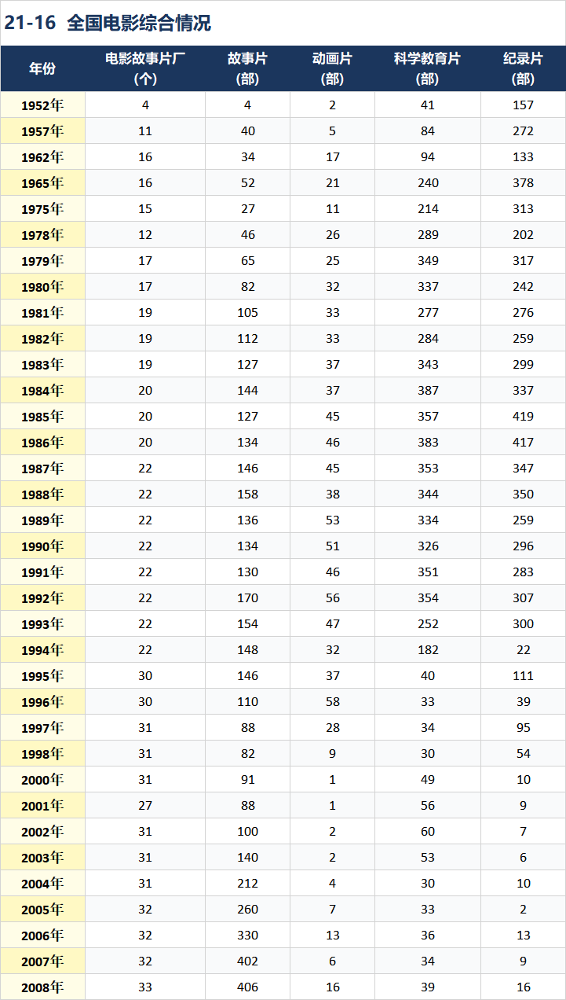 21-16 全国电影综合情况
年份 电影故事片厂(个) 故事片(部) 动画片(部) 科学教育片(部) 纪录片(部)
1952年 4 4 2 41 157
1957年 11 40 5 84 272
1962年 16 34 17 94 133
1965年 16 52 21 240 378
1975年 15 27 11 214 313
1978年 12 46 26 289 202
1979年 17 65 25 349 317
1980年 17 82 32 337 242
1981年 19 105 33 277 276
1982年 19 112 33 284 259
1983年 19 127 37 343 299
1984年 20 144 37 387 337
1985年 20 127 45 357 419
1986年 20 134 46 383 417
1987年 22 146 45 353 347
1988年 22 158 38 344 350
1989年 22 136 53 334 259
1990年 22 134 51 326 296
1991年 22 130 46 351 283
1992年 22 170 56 354 307
1993年 22 154 47 252 300
1994年 22 148 32 182 22
1995年 30 146 37 40 111
1996年 30 110 58 33 39
1997年 31 88 28 34 95
1998年 31 82 9 30 54
2000年 31 91 1 49 10
2001年 27 88 1 56 9
2002年 31 100 2 60 7
2003年 31 140 2 53 6
2004年 31 212 4 30 10
2005年 32 260 7 33 2
2006年 32 330 13 36 13
2007年 32 402 6 34 9
2008年 33 406 16 39 16